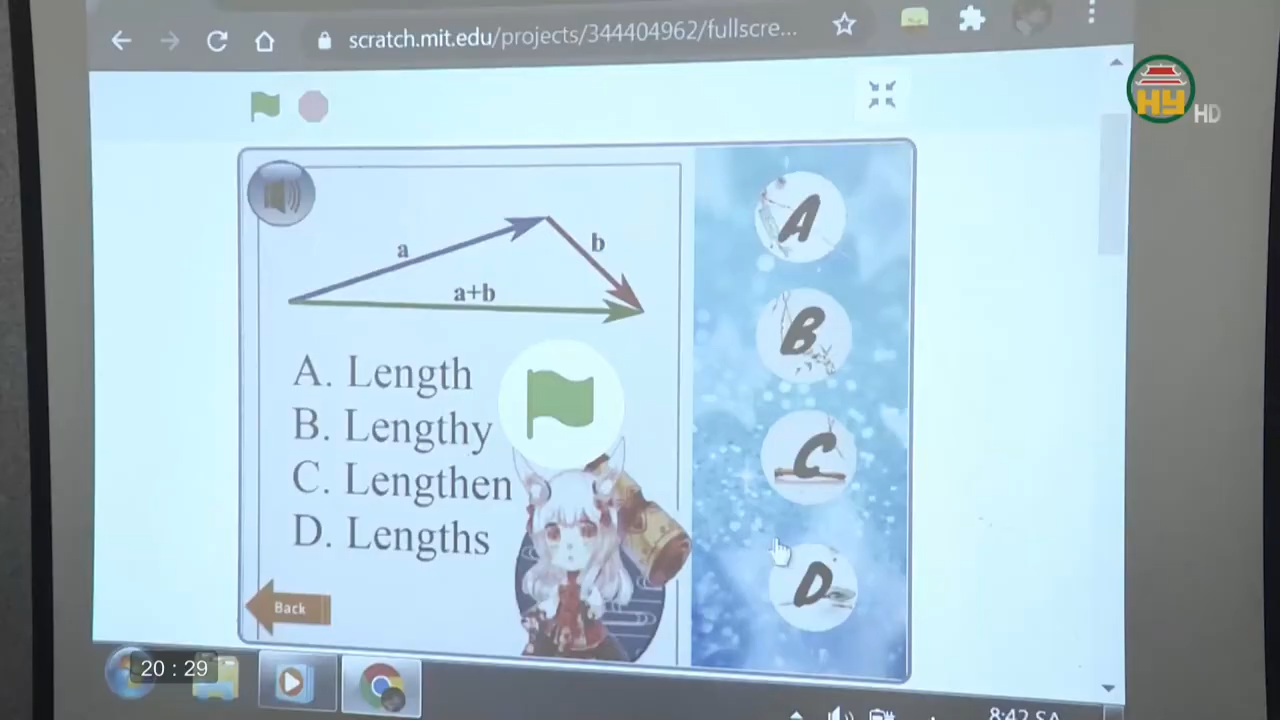 scratch.mit.edu/projects/344404962/fullscre...
HY HD
a
b
a+b
A. Length
B. Lengthy
C. Lengthen
D. Lengths
A
B
C
D
Back
20 : 29
8:42 SA